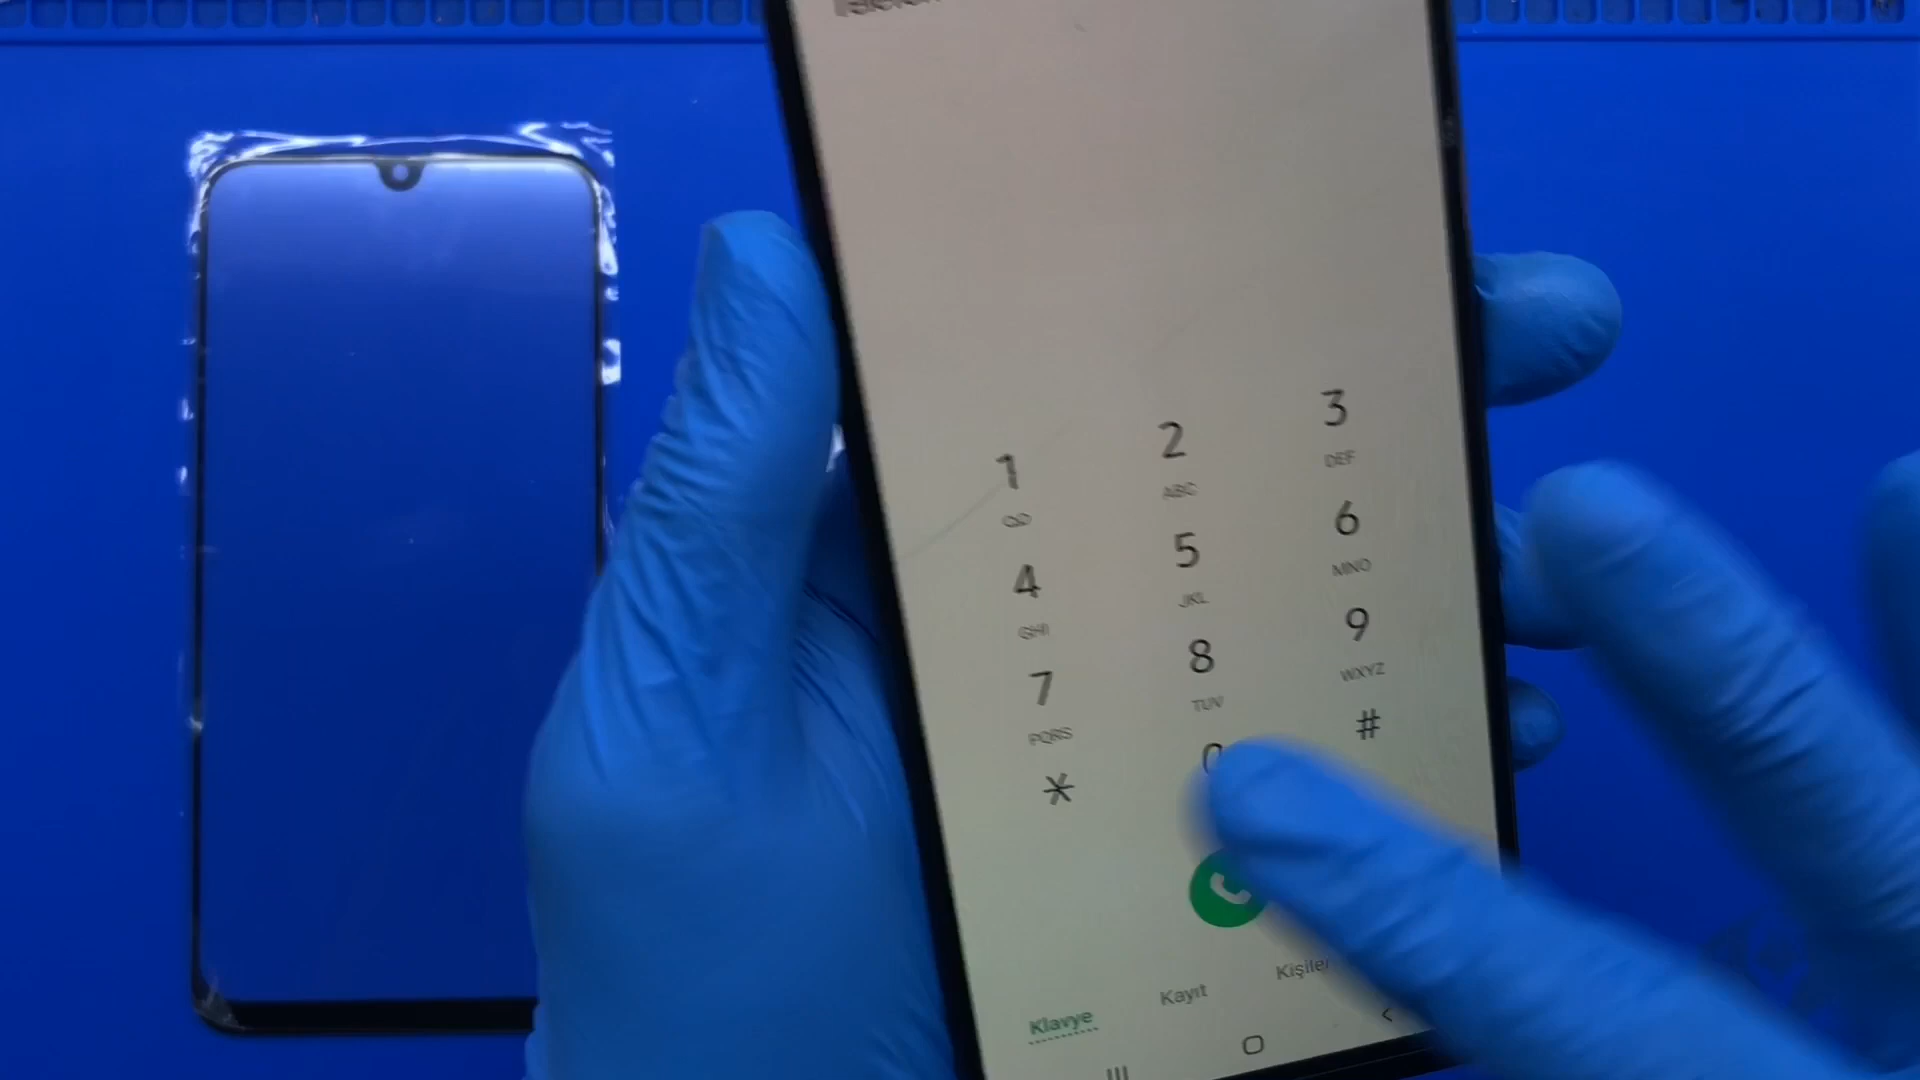 1 2 3
ABC DEF
4 5 6
GHI JKL MNO
7 8 9
PQRS TUV WXYZ
* 0 #
Klavye Kayıt Kişiler